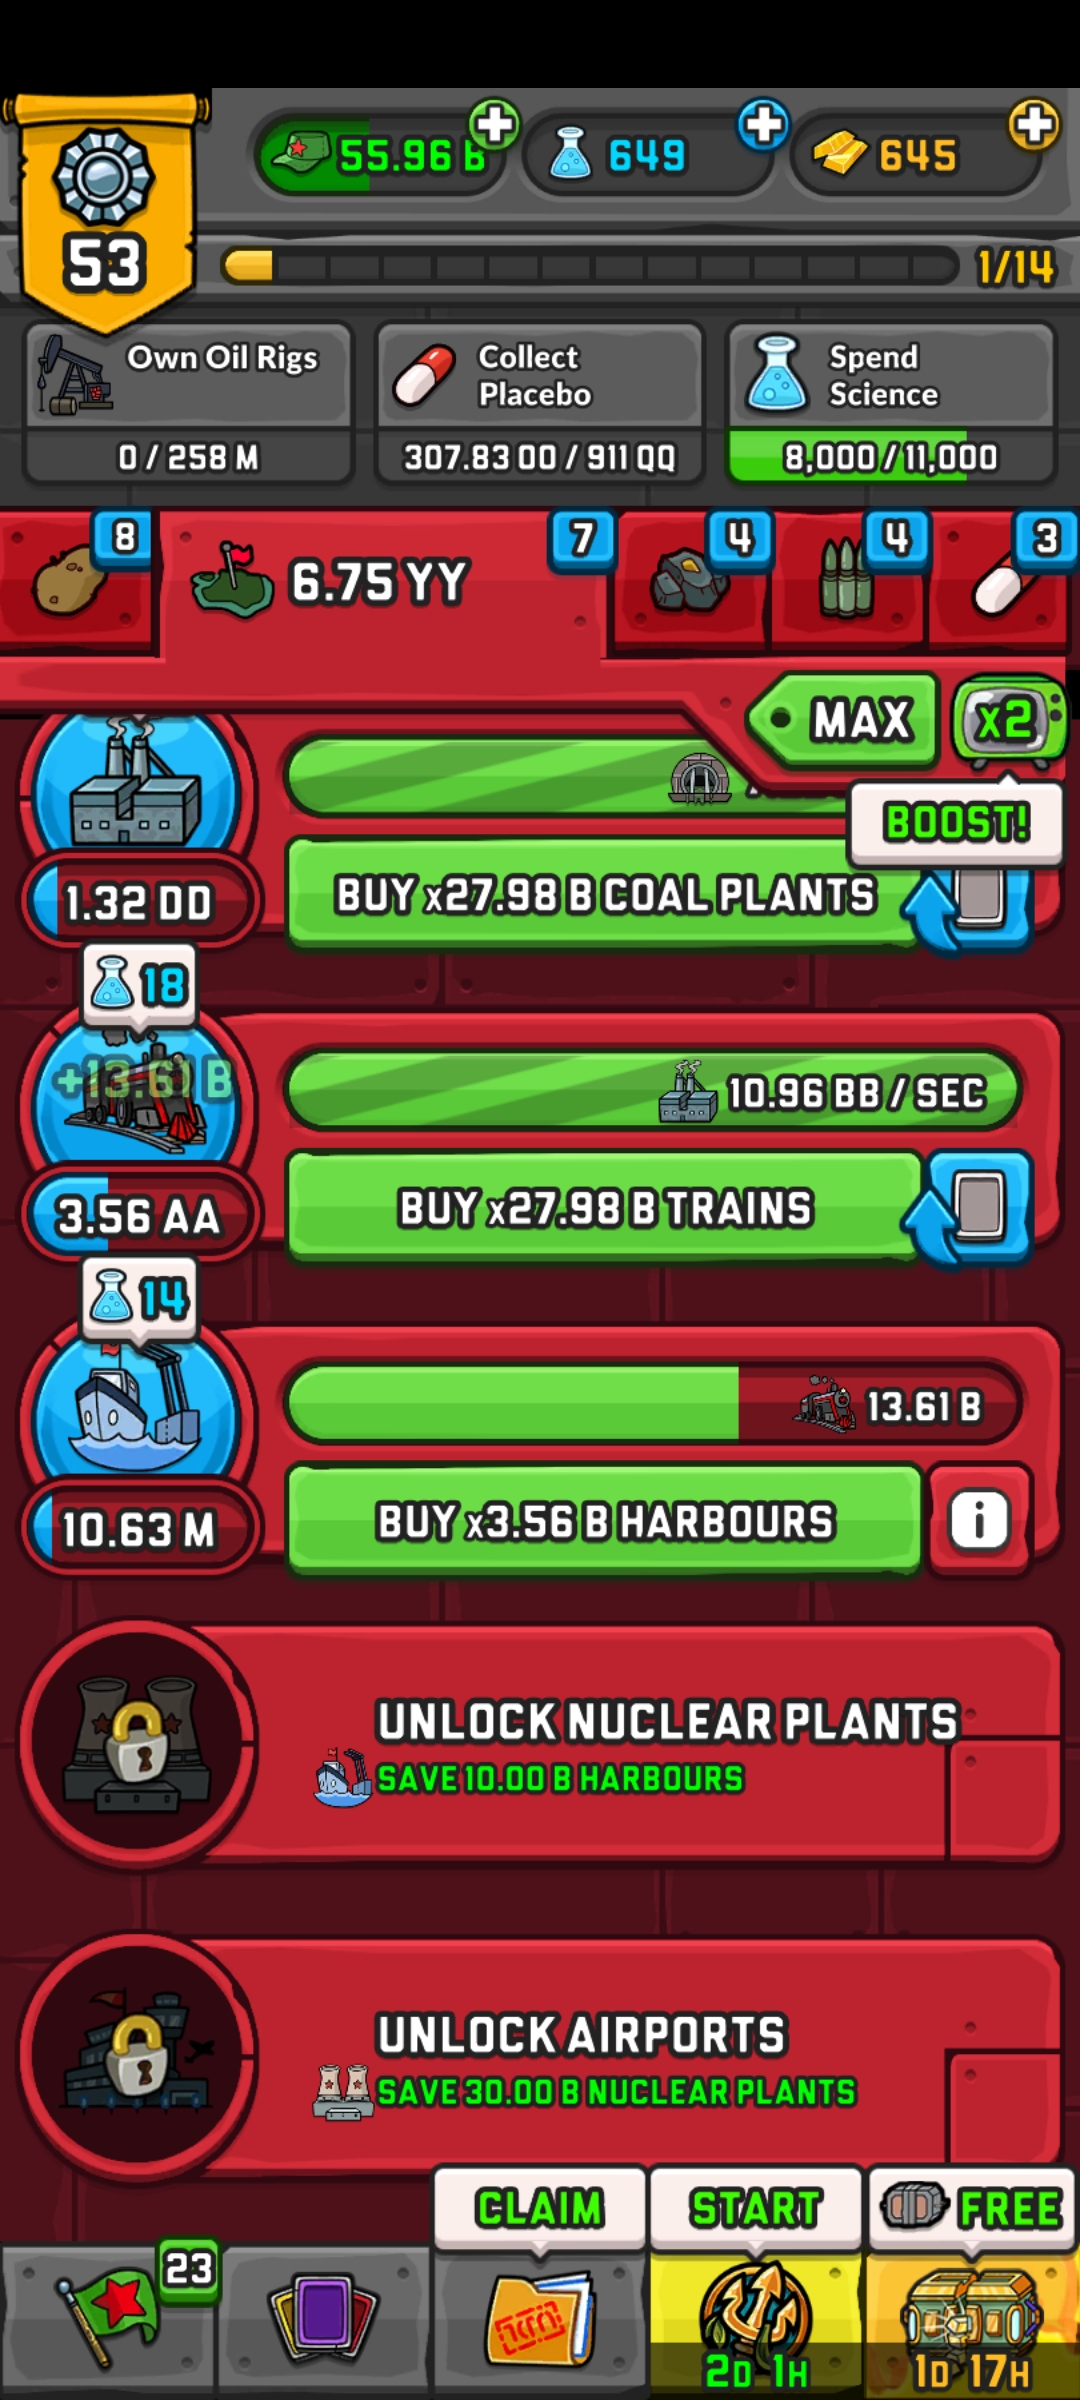 55.96 B
649
645
53
1/14
Own Oil Rigs
0 / 258 M
Collect
Placebo
307.83 OO / 911 QQ
Spend
Science
8,000 / 11,000
8
6.75 YY
7
4
4
3
MAX
x2
BOOST!
1.32 DD
BUY x27.98 B COAL PLANTS
18
+13.61 B
10.96 BB / SEC
3.56 AA
BUY x27.98 B TRAINS
14
13.61 B
10.63 M
BUY x3.56 B HARBOURS
i
UNLOCK NUCLEAR PLANTS
SAVE 10.00 B HARBOURS
UNLOCK AIRPORTS
SAVE 30.00 B NUCLEAR PLANTS
CLAIM
START
FREE
23
2D 1H
1D 17H